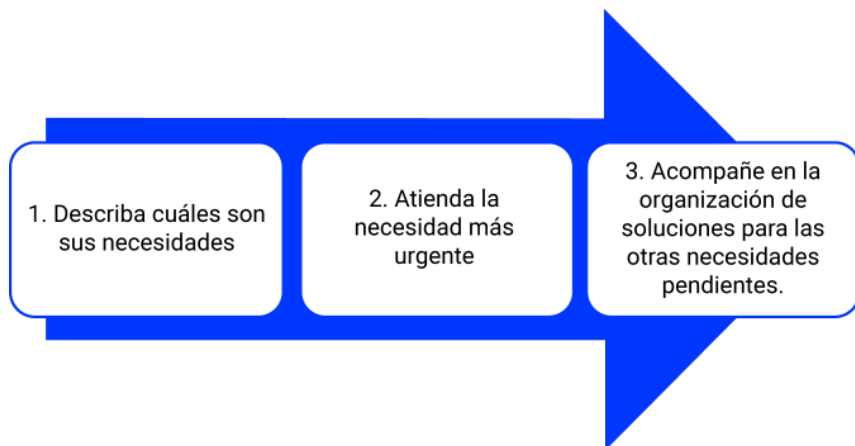 1. Describa cuáles son
sus necesidades
2. Atienda la
necesidad más
urgente
3. Acompañe en la
organización de
soluciones para las
otras necesidades
pendientes.